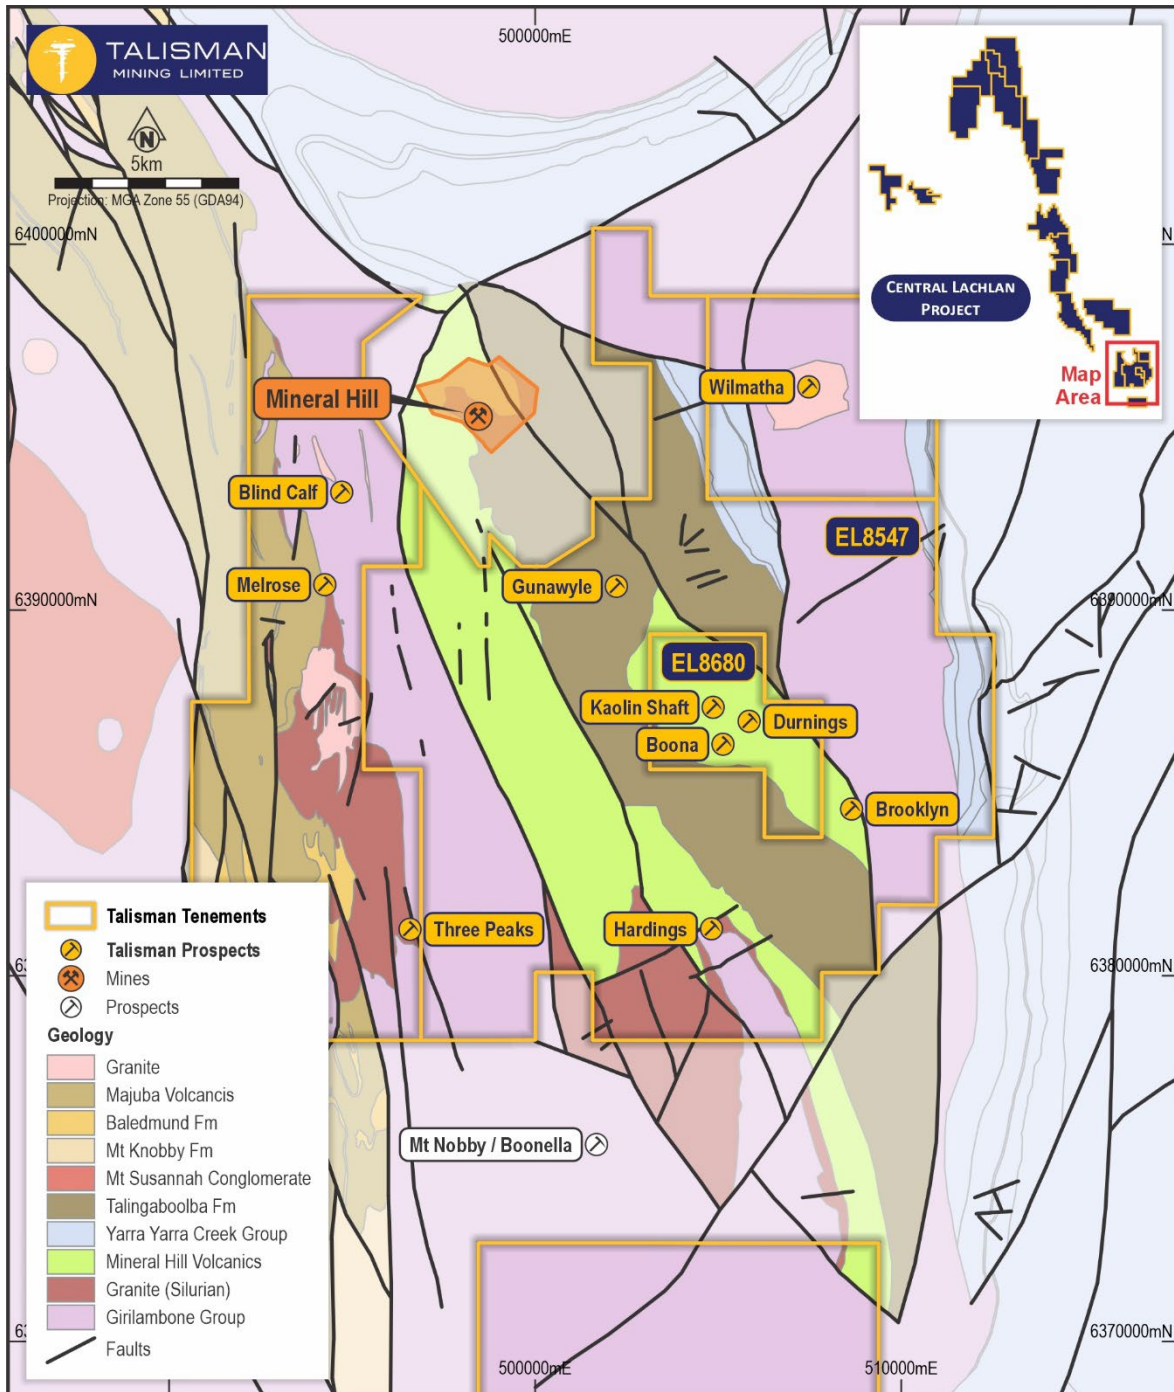 TALISMAN
MINING LIMITED
500000mE
N
5km
Projection: MGA Zone 55 (GDA94)
6400000mN
N
CENTRAL LACHLAN
PROJECT
Map
Area
Mineral Hill
Wilmatha
Blind Calf
EL8547
Melrose
Gunawyle
6390000mN
6390000mN
EL8680
Kaolin Shaft
Durnings
Boona
Brooklyn
Three Peaks
Hardings
6380000mN
Talisman Tenements
Talisman Prospects
Mines
Prospects
Geology
Granite
Majuba Volcancis
Baledmund Fm
Mt Knobby Fm
Mt Susannah Conglomerate
Talingaboolba Fm
Yarra Yarra Creek Group
Mineral Hill Volcanics
Granite (Silurian)
Girilambone Group
Faults
Mt Nobby / Boonella
6370000mN
500000mE
510000mE